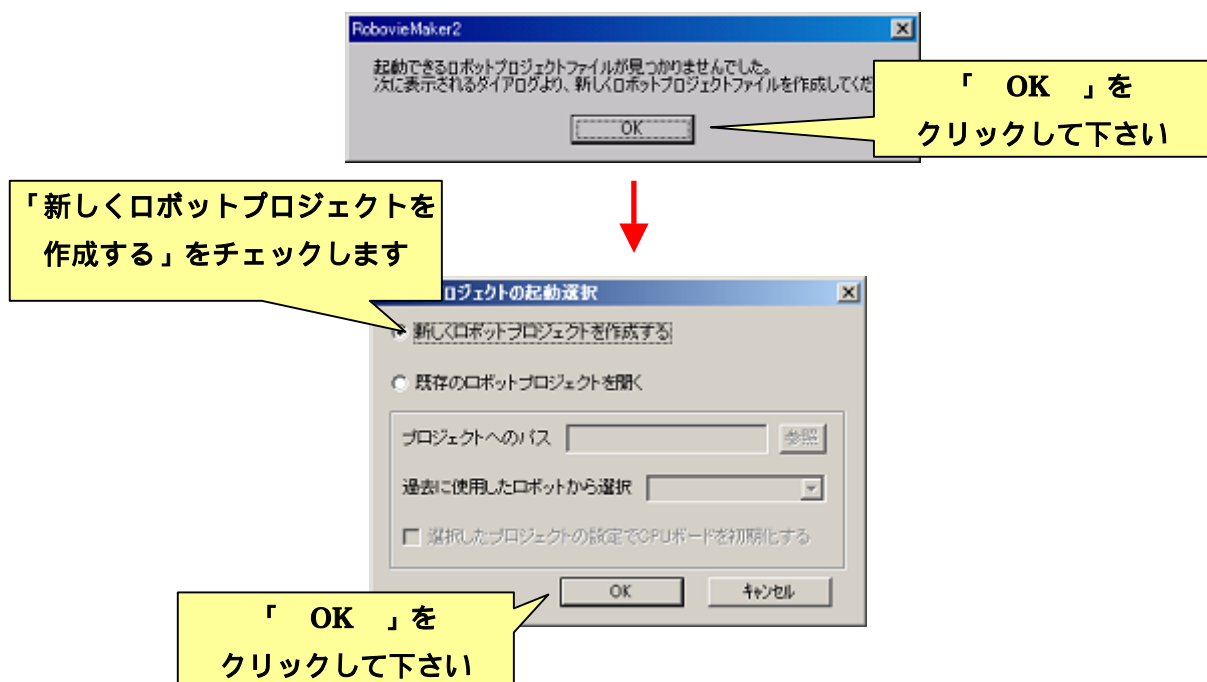 RobovieMaker2
起動できるロボットプロジェクトファイルが見つかりませんでした。
次に表示されるダイアログより、新しくロボットプロジェクトファイルを作成してくだ
OK
「 OK 」を
クリックして下さい
「新しくロボットプロジェクトを
作成する」をチェックします
ロジェクトの起動選択
新しくロボットプロジェクトを作成する
既存のロボットプロジェクトを開く
プロジェクトへのパス
参照
過去に使用したロボットから選択
選択したプロジェクトの設定でCPUボードを初期化する
OK
キャンセル
「 OK 」を
クリックして下さい